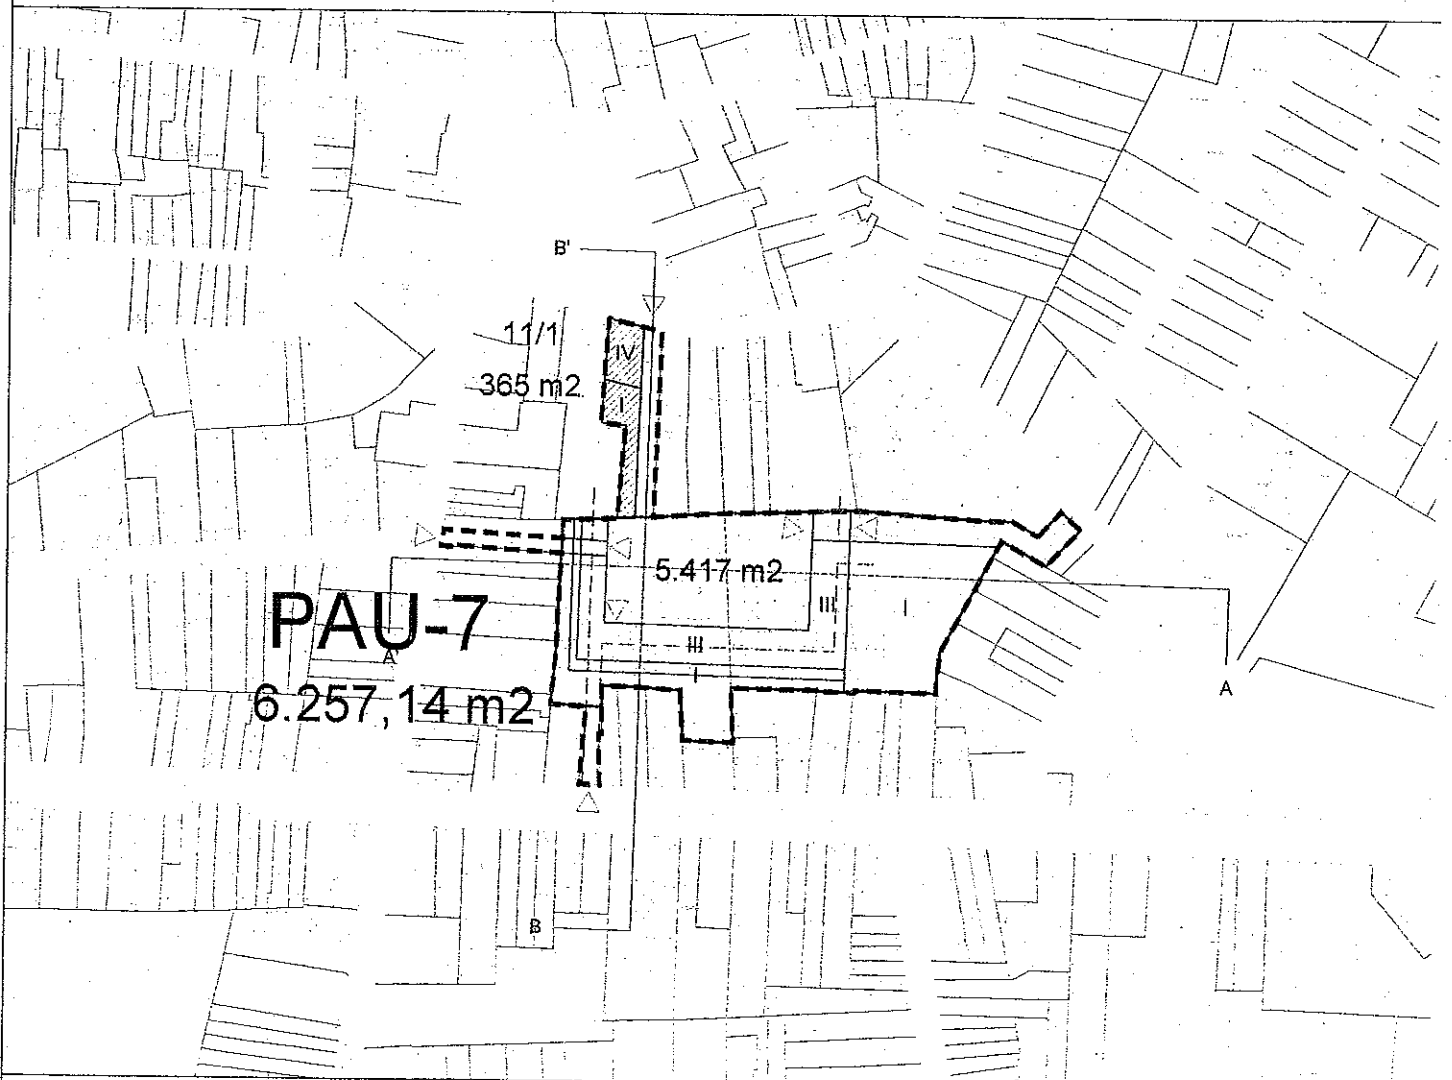 B'
11/1
IV
365 m2
I
5.417 m2
III
I
PAU-7
III
A'
I
6.257,14 m2
A
B